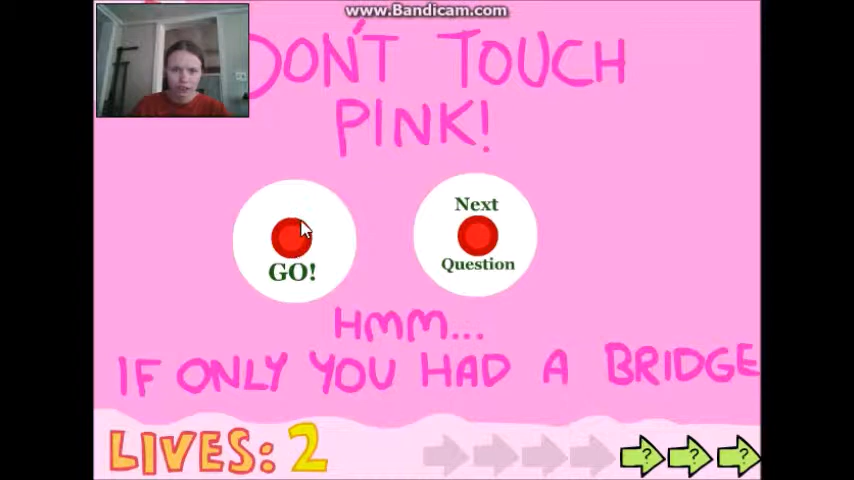 www.Bandicam.com
DON'T TOUCH
PINK!
Next
GO!
Question
HMM...
IF ONLY YOU HAD A BRIDGE
LIVES: 2
? ? ?